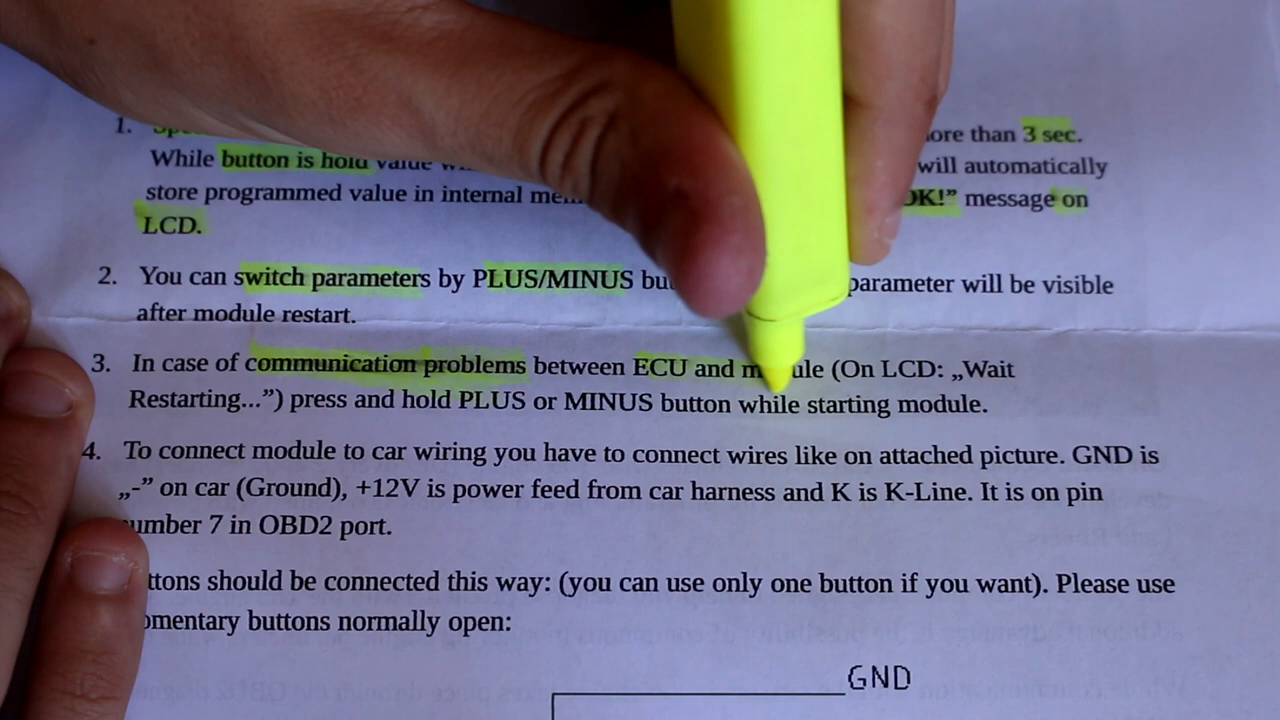 1. ore than 3 sec.
While button is hold value will automatically
store programmed value in internal OK!” message on
LCD.
2. You can switch parameters by PLUS/MINUS parameter will be visible
after module restart.
3. In case of communication problems between ECU and module (On LCD: „Wait
Restarting...”) press and hold PLUS or MINUS button while starting module.
4. To connect module to car wiring you have to connect wires like on attached picture. GND is
„-” on car (Ground), +12V is power feed from car harness and K is K-Line. It is on pin
umber 7 in OBD2 port.
ttons should be connected this way: (you can use only one button if you want). Please use
omentary buttons normally open:
GND